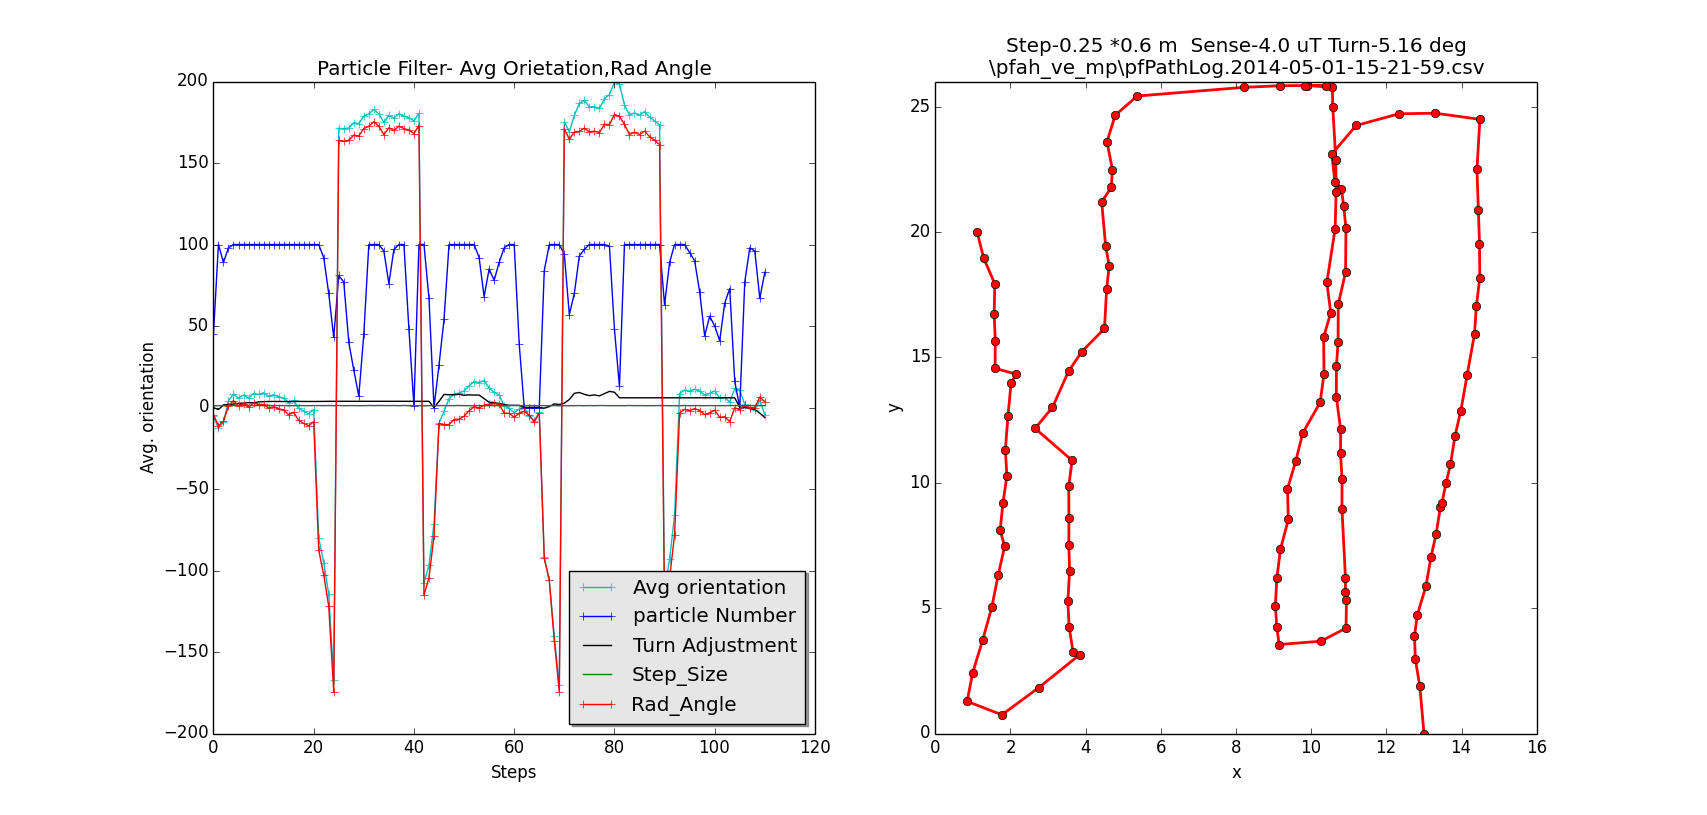 Particle Filter- Avg Orietation,Rad Angle
200
150
100
50
0
−50
−100
−150
−200
Avg. orientation
0 20 40 60 80 100 120
Steps
Avg orientation
particle Number
Turn Adjustment
Step_Size
Rad_Angle
Step-0.25 *0.6 m  Sense-4.0 uT Turn-5.16 deg
\pfah_ve_mp\pfPathLog.2014-05-01-15-21-59.csv
25
20
15
10
5
0
y
0 2 4 6 8 10 12 14 16
x